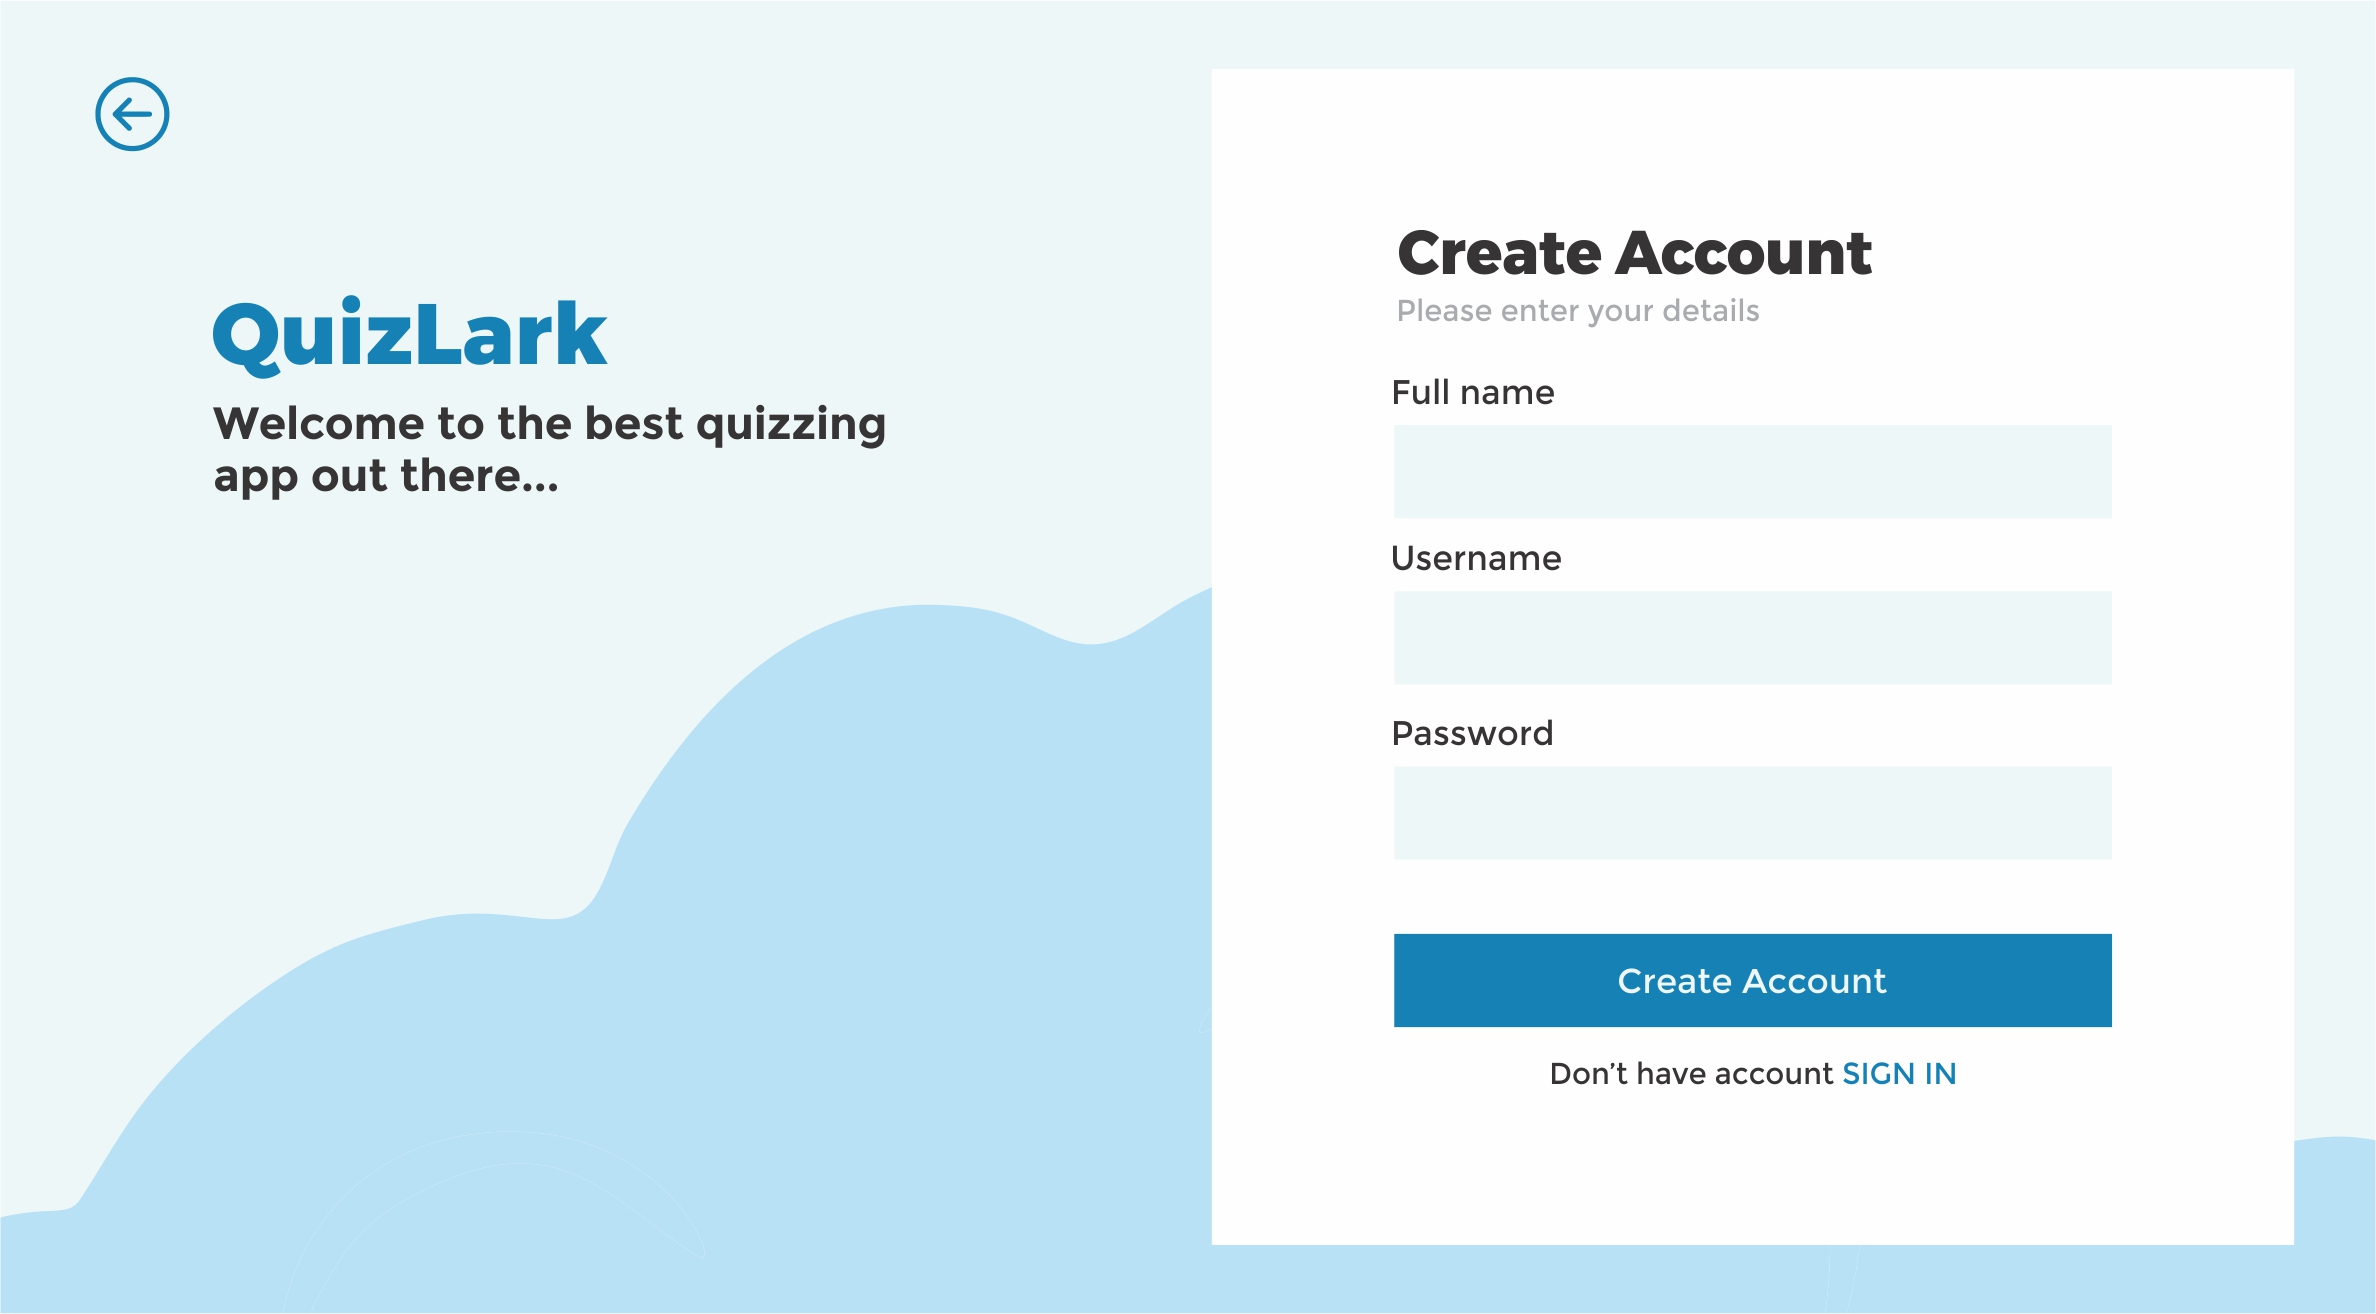 QuizLark
Welcome to the best quizzing
app out there...
Create Account
Please enter your details
Full name
Username
Password
Create Account
Don't have account SIGN IN